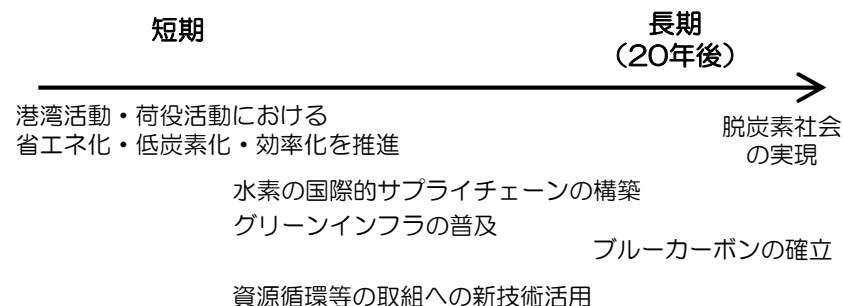 短期
長期
（20年後）
港湾活動・荷役活動における
省エネ化・低炭素化・効率化を推進
脱炭素社会
の実現
水素の国際的サプライチェーンの構築
グリーンインフラの普及
ブルーカーボンの確立
資源循環等の取組への新技術活用